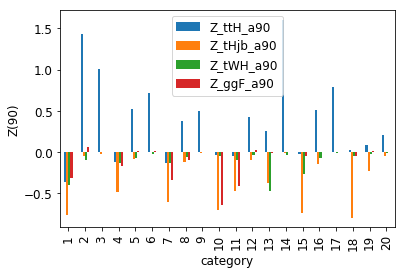 Z_ttH_a90
Z_tHjb_a90
Z_tWH_a90
Z_ggF_a90
1.5
1.0
0.5
0.0
−0.5
Z(90)
1 2 3 4 5 6 7 8 9 10 11 12 13 14 15 16 17 18 19 20
category